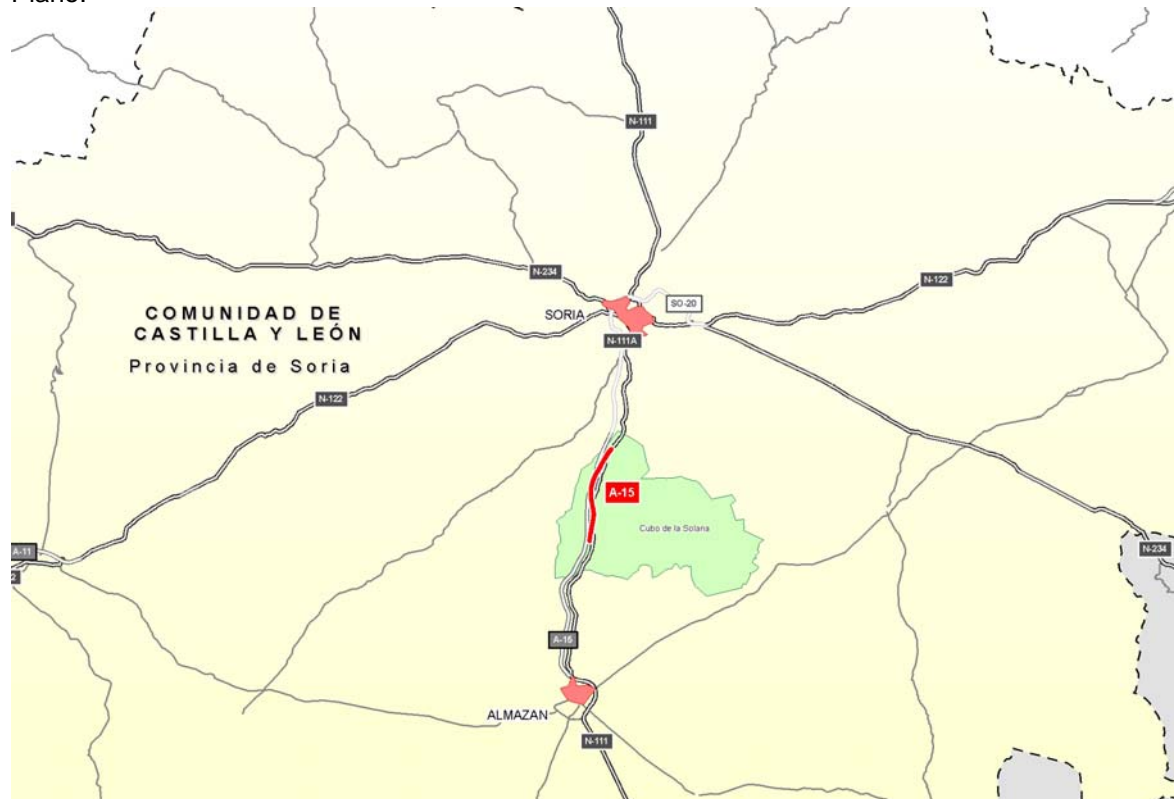 N-111
N-234
SO-20
N-122
SORIA
N-111A
COMUNIDAD DE
CASTILLA Y LEÓN
Provincia de Soria
N-122
A-15
Cubo de la Solana
A-11
N-234
A-15
ALMAZAN
N-111